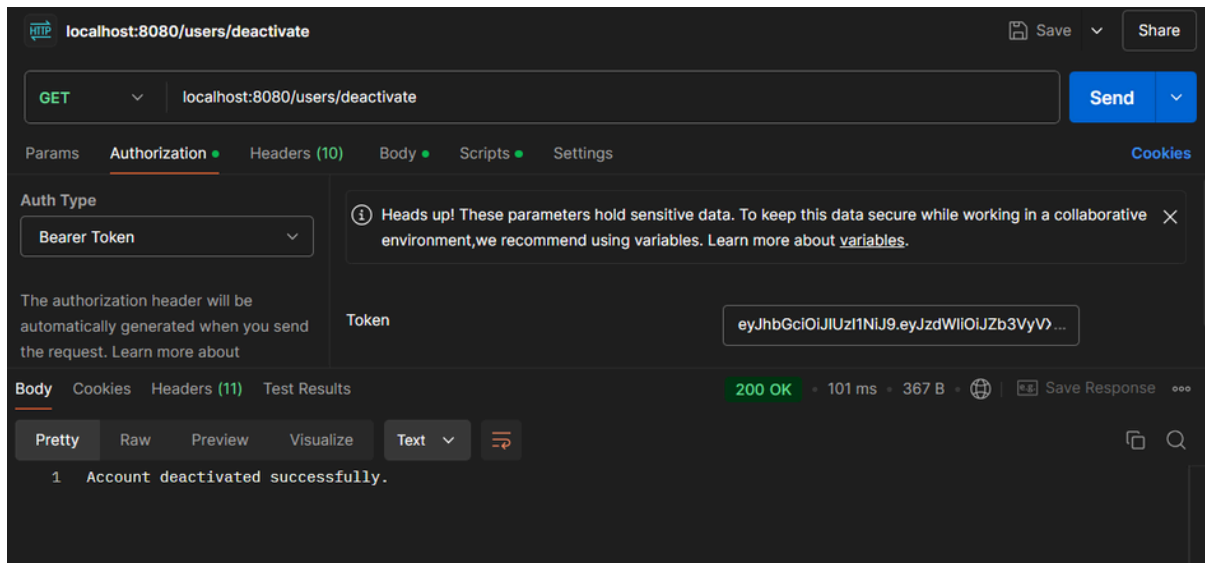 HTTP localhost:8080/users/deactivate Save Share
GET localhost:8080/users/deactivate Send
Params Authorization Headers (10) Body Scripts Settings Cookies
Auth Type
Bearer Token
Heads up! These parameters hold sensitive data. To keep this data secure while working in a collaborative
environment,we recommend using variables. Learn more about variables.
The authorization header will be
automatically generated when you send
the request. Learn more about
Token
eyJhbGciOiJIUzI1NiJ9.eyJzdWIiOiJZb3VyV...
Body Cookies Headers (11) Test Results 200 OK • 101 ms • 367 B • e.g. Save Response
Pretty Raw Preview Visualize Text
1 Account deactivated successfully.